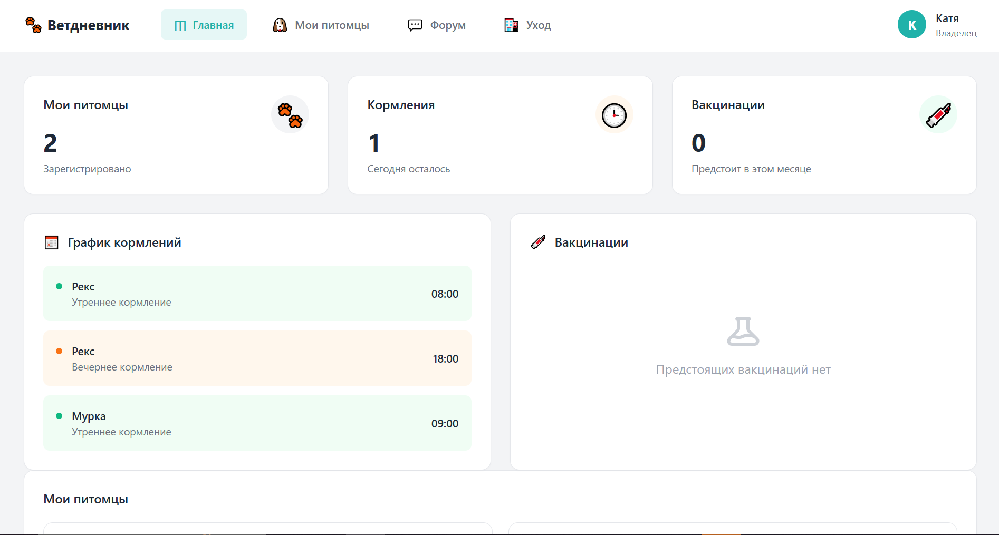 Ветдневник
Главная
Мои питомцы
Форум
Уход
К
Катя
Владелец
Мои питомцы
2
Зарегистрировано
Кормления
1
Сегодня осталось
Вакцинации
0
Предстоит в этом месяце
График кормлений
Рекс
Утреннее кормление
08:00
Рекс
Вечернее кормление
18:00
Мурка
Утреннее кормление
09:00
Вакцинации
Предстоящих вакцинаций нет
Мои питомцы